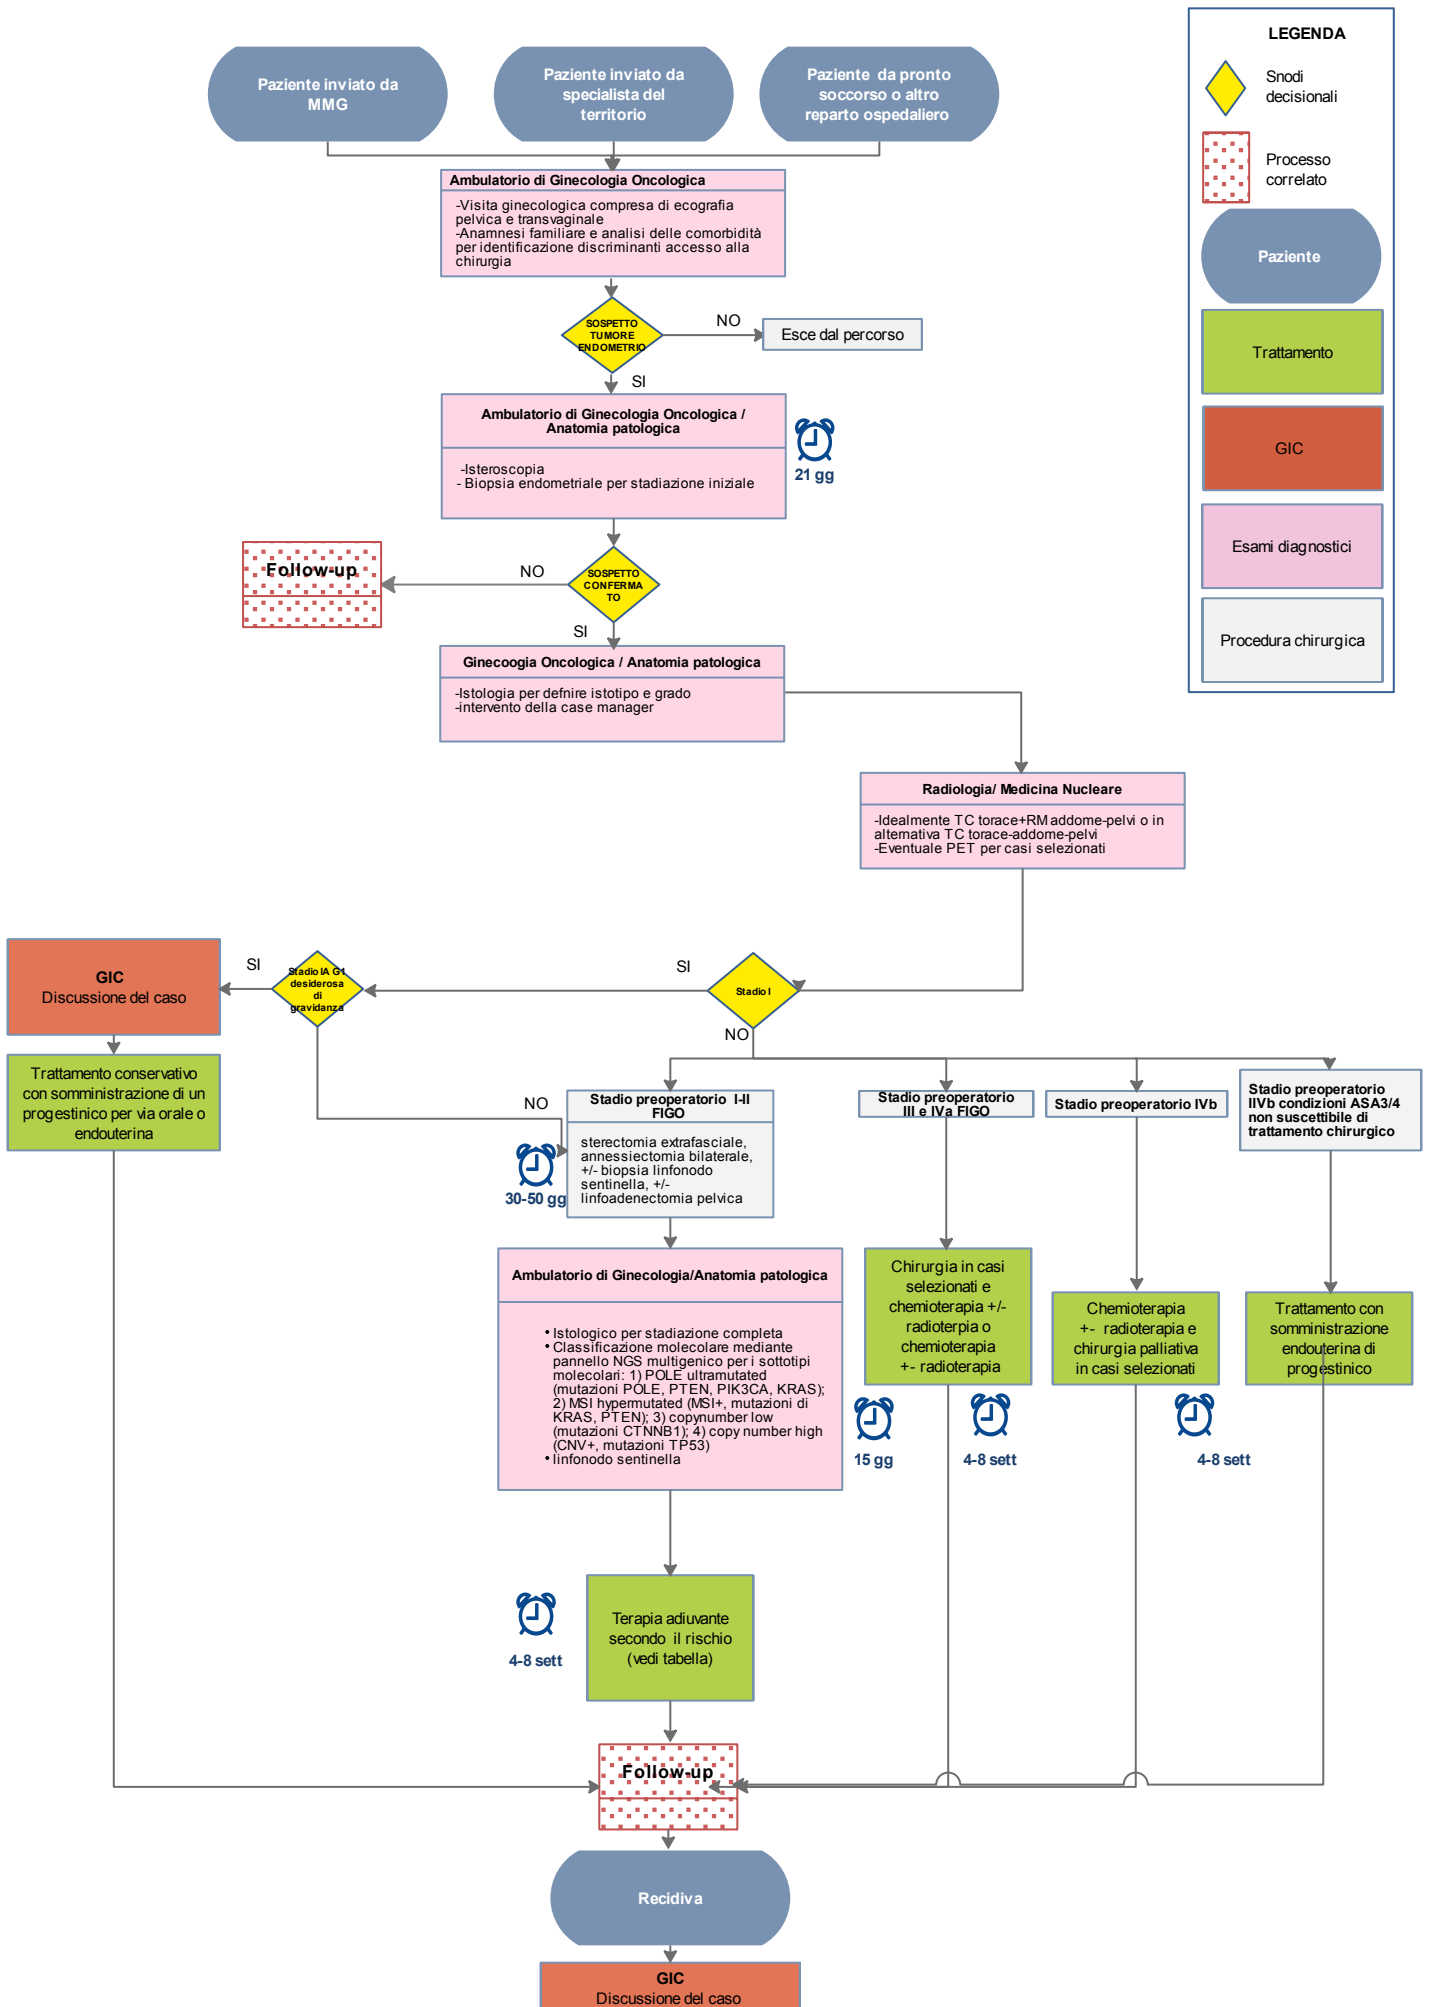 LEGENDA
Snodi
decisionali
Processo
correlato
Paziente
Trattamento
GIC
Esami diagnostici
Procedura chirurgica
Paziente inviato da
MMG
Paziente inviato da
specialista del
territorio
Paziente da pronto
soccorso o altro
reparto ospedaliero
Ambulatorio di Ginecologia Oncologica
-Visita ginecologica compresa di ecografia
pelvica e transvaginale
-Anamnesi familiare e analisi delle comorbidità
per identificazione discriminanti accesso alla
chirurgia
SOSPETTO
TUMORE
ENDOMETRIO
NO
Esce dal percorso
SI
Ambulatorio di Ginecologia Oncologica /
Anatomia patologica
-Isteroscopia
- Biopsia endometriale per stadiazione iniziale
21 gg
SOSPETTO
CONFERMA
TO
NO
Follow-up
SI
Ginecoogia Oncologica / Anatomia patologica
-Istologia per defnire istotipo e grado
-intervento della case manager
Radiologia/ Medicina Nucleare
-Idealmente TC torace+RM addome-pelvi o in
alternativa TC torace-addome-pelvi
-Eventuale PET per casi selezionati
Stadio I
SI
Stadio IA G1
desiderosa
di
gravidanza
SI
GIC
Discussione del caso
Trattamento conservativo
con somministrazione di un
progestinico per via orale o
endouterina
NO
NO
Stadio preoperatorio I-II
FIGO
sterectomia extrafasciale,
annessiectomia bilaterale,
+/- biopsia linfonodo
sentinella, +/-
linfoadenectomia pelvica
30-50 gg
Stadio preoperatorio
III e IVa FIGO
Stadio preoperatorio IVb
Stadio preoperatorio
IIVb condizioni ASA3/4
non suscettibile di
trattamento chirurgico
Ambulatorio di Ginecologia/Anatomia patologica
• Istologico per stadiazione completa
• Classificazione molecolare mediante
pannello NGS multigenico per i sottotipi
molecolari: 1) POLE ultramutated
(mutazioni POLE, PTEN, PIK3CA, KRAS);
2) MSI hypermutated (MSI+, mutazioni di
KRAS, PTEN); 3) copynumber low
(mutazioni CTNNB1); 4) copy number high
(CNV+, mutazioni TP53)
• linfonodo sentinella
Chirurgia in casi
selezionati e
chemioterapia +/-
radioterpia o
chemioterapia
+- radioterapia
Chemioterapia
+- radioterapia e
chirurgia palliativa
in casi selezionati
Trattamento con
somministrazione
endouterina di
progestinico
15 gg
4-8 sett
4-8 sett
Terapia adiuvante
secondo il rischio
(vedi tabella)
4-8 sett
Follow-up
Recidiva
GIC
Discussione del caso